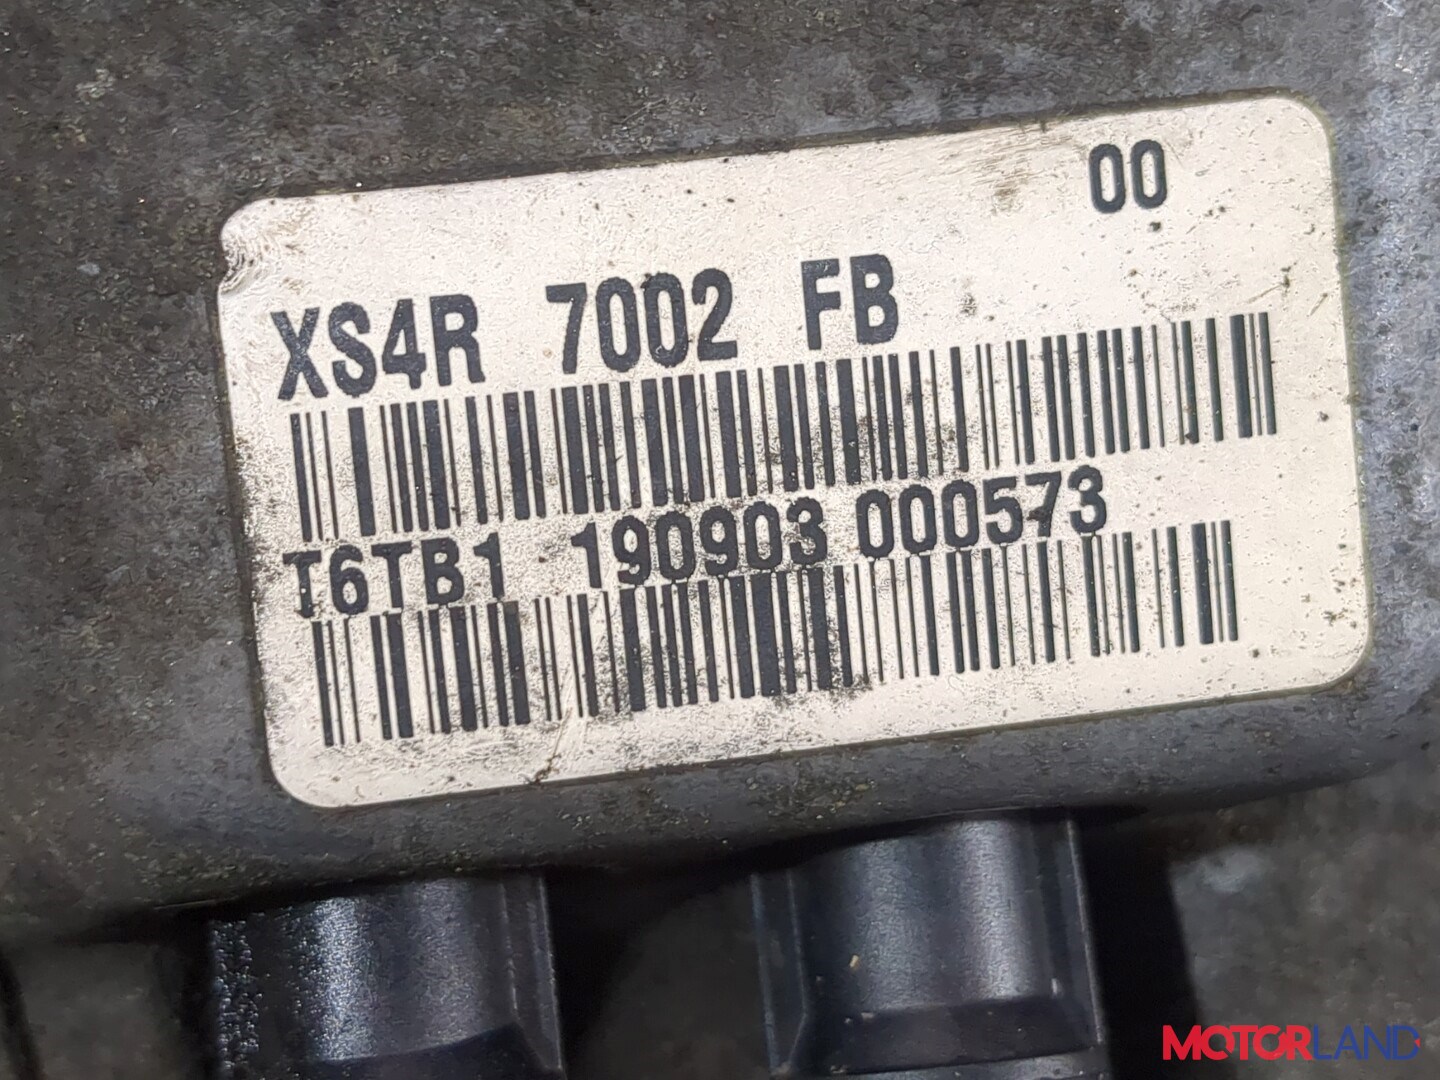 00
XS4R 7002 FB
T6TB1 190903 000573
MOTORLAND